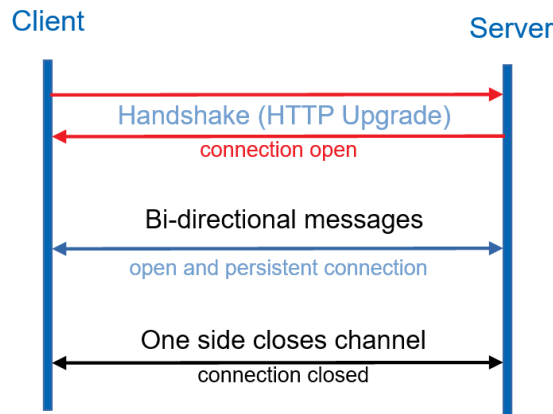 Client
Server
Handshake (HTTP Upgrade)
connection open
Bi-directional messages
open and persistent connection
One side closes channel
connection closed